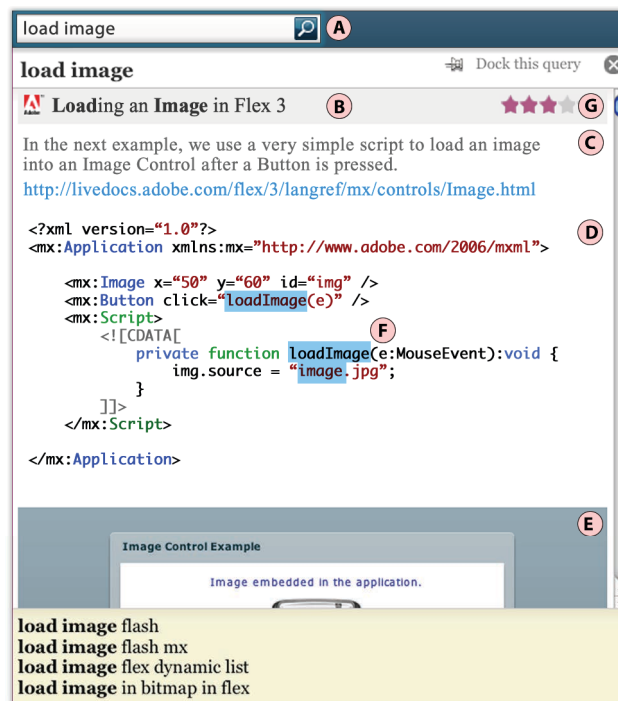 load image
A
load image
Dock this query
Adobe
Loading an Image in Flex 3
B
G
In the next example, we use a very simple script to load an image
C
into an Image Control after a Button is pressed.
http://livedocs.adobe.com/flex/3/langref/mx/controls/Image.html
<?xml version=“1.0”?>
D
<mx:Application xmlns:mx=”http://www.adobe.com/2006/mxml”>
<mx:Image x=“50” y=“60” id=“img” />
<mx:Button click=“loadImage(e)” />
<mx:Script>
F
<![CDATA[
private function loadImage(e:MouseEvent):void {
img.source = “image.jpg”;
}
]]>
</mx:Script>
</mx:Application>
E
Image Control Example
Image embedded in the application.
load image flash
load image flash mx
load image flex dynamic list
load image in bitmap in flex